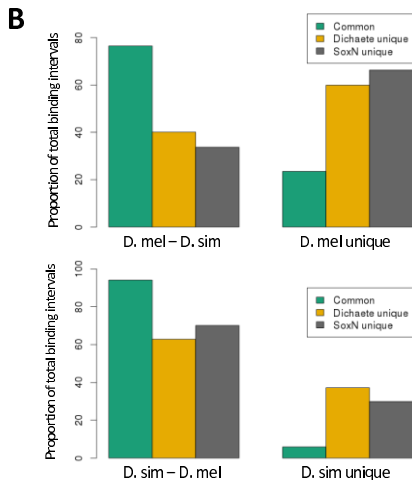 B
Proportion of total binding intervals
80
60
40
20
0
Common
Dichaete unique
SoxN unique
D. mel – D. sim
D. mel unique
Proportion of total binding intervals
100
80
60
40
20
0
Common
Dichaete unique
SoxN unique
D. sim – D. mel
D. sim unique